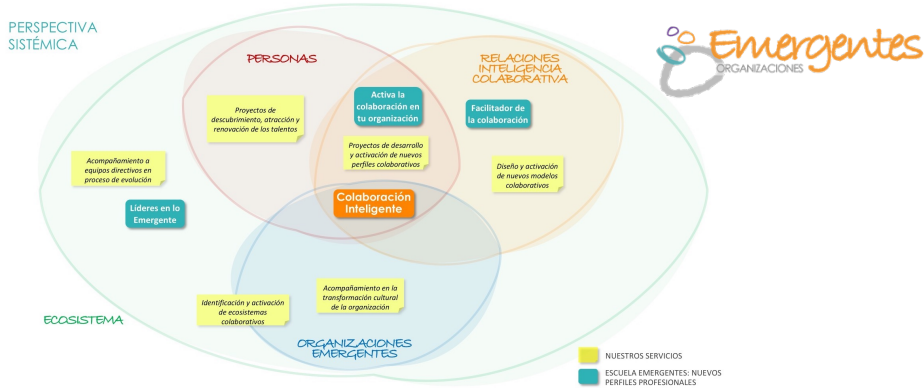 PERSPECTIVA
SISTÉMICA
Emergentes
ORGANIZACIONES
PERSONAS
RELACIONES
INTELIGENCIA
COLABORATIVA
Proyectos de
descubrimiento, atracción y
renovación de los talentos
Activa la
colaboración en
tu organización
Facilitador de
la colaboración
Proyectos de desarrollo
y activación de nuevos
perfiles colaborativos
Acompañamiento a
equipos directivos en
proceso de evolución
Diseño y activación
de nuevos modelos
colaborativos
Colaboración
Inteligente
Líderes en lo
Emergente
Identificación y activación
de ecosistemas
colaborativos
Acompañamiento en la
transformación cultural
de la organización
ECOSISTEMA
ORGANIZACIONES
EMERGENTES
NUESTROS SERVICIOS
ESCUELA EMERGENTES: NUEVOS
PERFILES PROFESIONALES